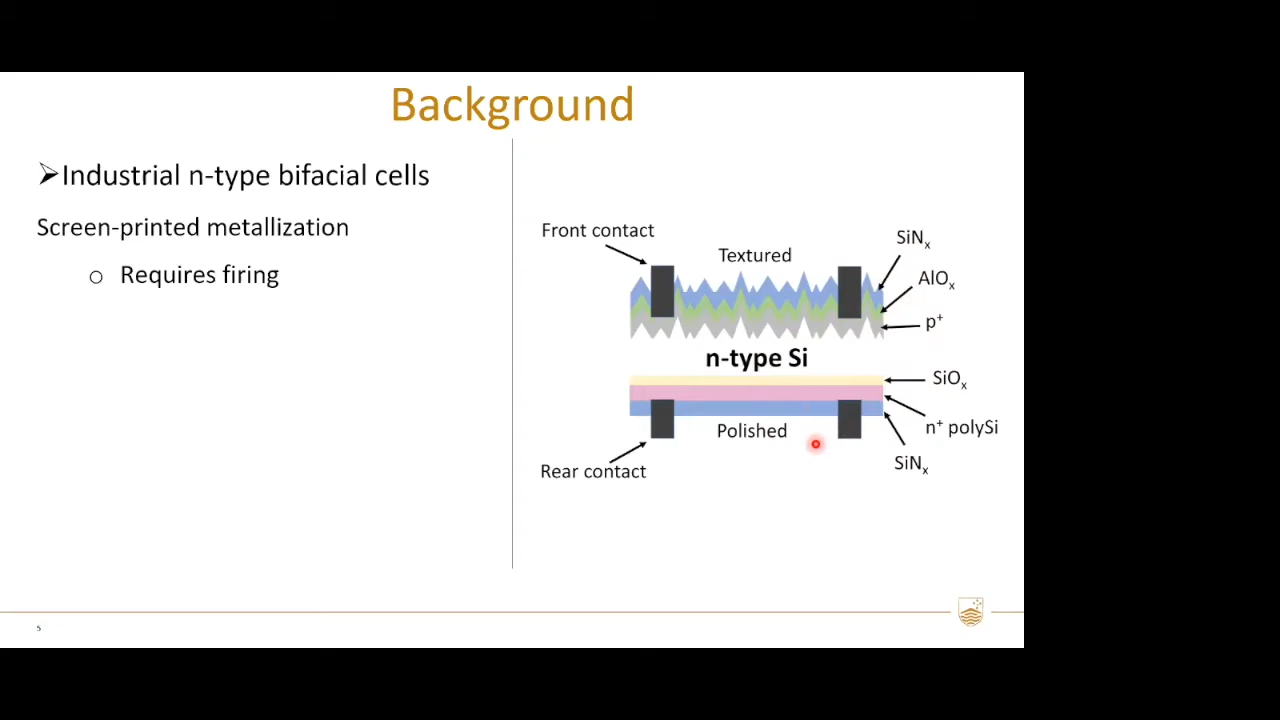 Background
➢Industrial n-type bifacial cells
Screen-printed metallization
o Requires firing
Front contact
Textured
SiNₓ
AlOₓ
p⁺
n-type Si
SiOₓ
n⁺ polySi
Polished
SiNₓ
Rear contact
5